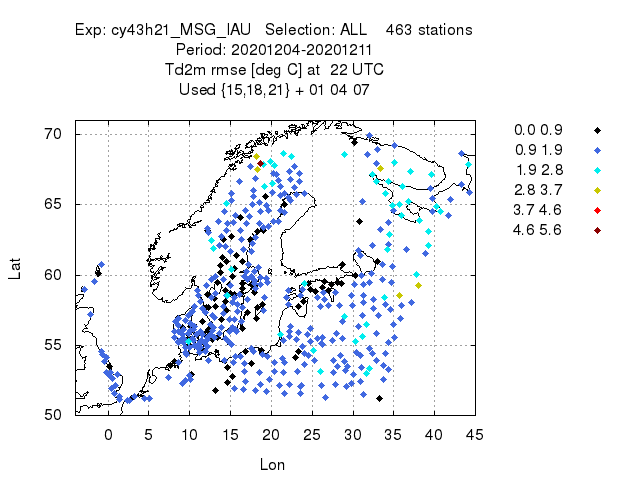 Exp: cy43h21_MSG_IAU   Selection: ALL    463 stations
Period: 20201204-20201211
Td2m rmse [deg C] at  22 UTC
Used {15,18,21} + 01 04 07
0.0 0.9
0.9 1.9
1.9 2.8
2.8 3.7
3.7 4.6
4.6 5.6
70
65
60
55
50
Lat
0 5 10 15 20 25 30 35 40 45
Lon